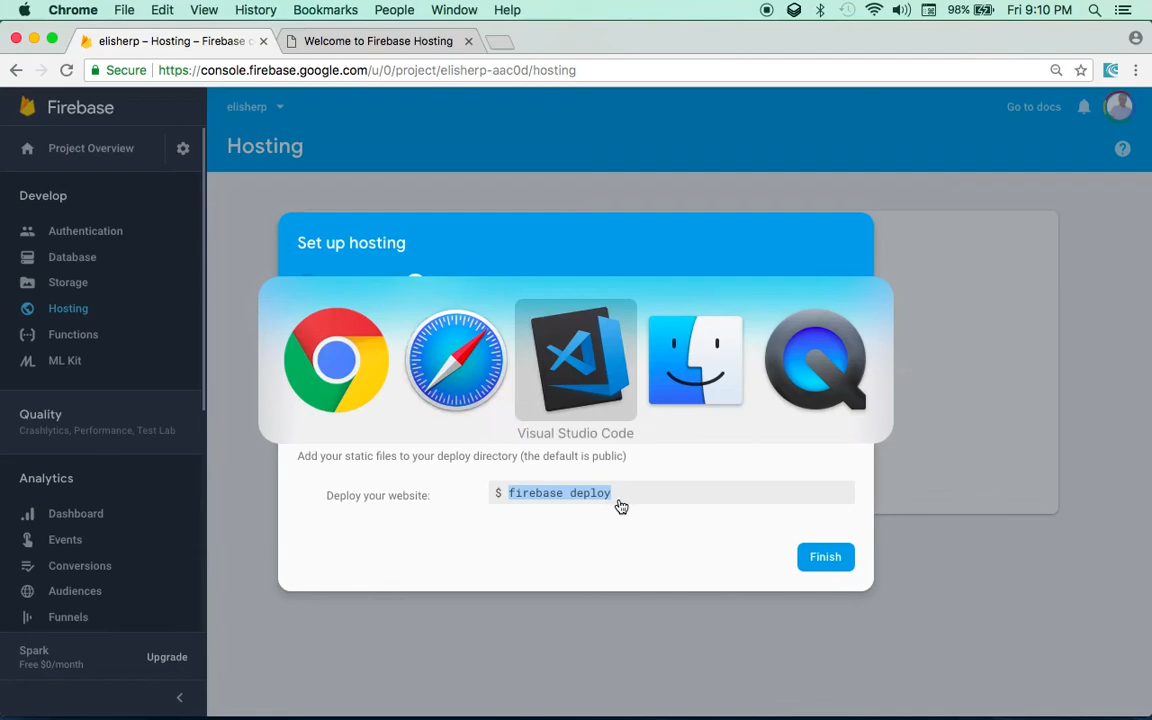 Chrome File Edit View History Bookmarks People Window Help 98% Fri 9:10 PM
elisherp – Hosting – Firebase c Welcome to Firebase Hosting
Secure https://console.firebase.google.com/u/0/project/elisherp-aac0d/hosting
Firebase
elisherp
Go to docs
Project Overview
Hosting
Develop
Authentication
Database
Storage
Hosting
Functions
ML Kit
Quality
Crashlytics, Performance, Test Lab
Analytics
Dashboard
Events
Conversions
Audiences
Funnels
Spark
Free $0/month
Upgrade
Set up hosting
Visual Studio Code
Add your static files to your deploy directory (the default is public)
Deploy your website:
$ firebase deploy
Finish